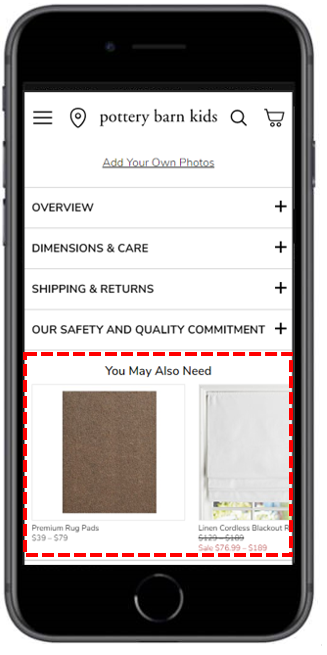 pottery barn kids
Add Your Own Photos
OVERVIEW +
DIMENSIONS & CARE +
SHIPPING & RETURNS +
OUR SAFETY AND QUALITY COMMITMENT +
You May Also Need
Premium Rug Pads
$39 – $79
Linen Cordless Blackout R
$129 – $189
Sale $76.99 – $189